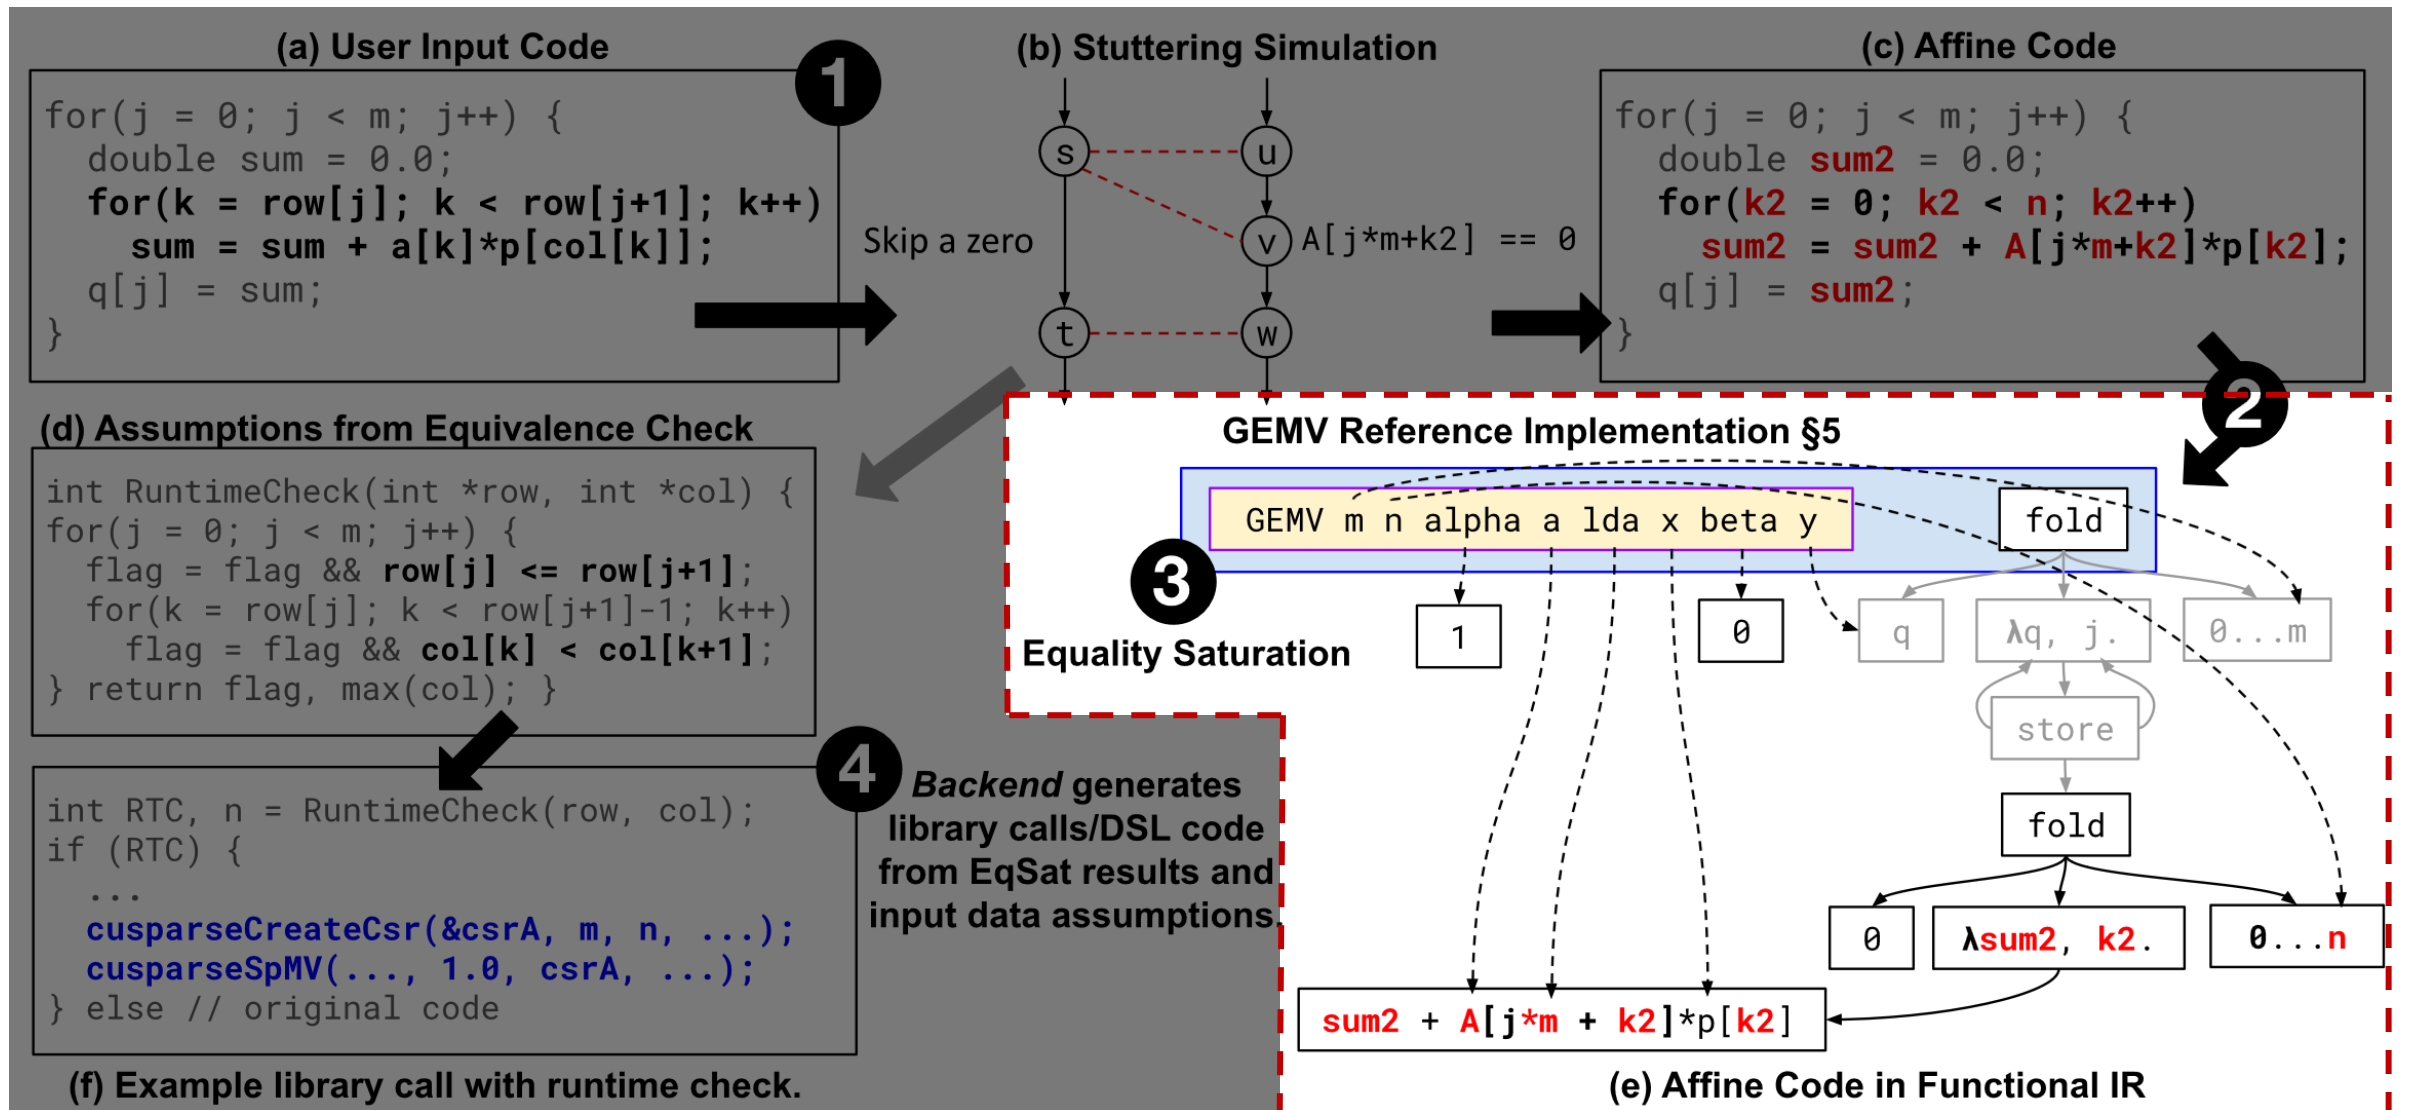 (a) User Input Code
1
for(j = 0; j < m; j++) {
  double sum = 0.0;
  for(k = row[j]; k < row[j+1]; k++)
    sum = sum + a[k]*p[col[k]];
  q[j] = sum;
}
(b) Stuttering Simulation
s
u
Skip a zero
v
A[j*m+k2] == 0
t
w
(c) Affine Code
for(j = 0; j < m; j++) {
  double sum2 = 0.0;
  for(k2 = 0; k2 < n; k2++)
    sum2 = sum2 + A[j*m+k2]*p[k2];
  q[j] = sum2;
}
2
(d) Assumptions from Equivalence Check
int RuntimeCheck(int *row, int *col) {
for(j = 0; j < m; j++) {
  flag = flag && row[j] <= row[j+1];
  for(k = row[j]; k < row[j+1]-1; k++)
    flag = flag && col[k] < col[k+1];
} return flag, max(col); }
GEMV Reference Implementation §5
GEMV m n alpha a lda x beta y
fold
3
Equality Saturation
1
0
q
λq, j.
0...m
store
fold
0
λsum2, k2.
0...n
sum2 + A[j*m + k2]*p[k2]
(e) Affine Code in Functional IR
4
Backend generates
library calls/DSL code
from EqSat results and
input data assumptions.
int RTC, n = RuntimeCheck(row, col);
if (RTC) {
  ...
  cusparseCreateCsr(&csrA, m, n, ...);
  cusparseSpMV(..., 1.0, csrA, ...);
} else // original code
(f) Example library call with runtime check.